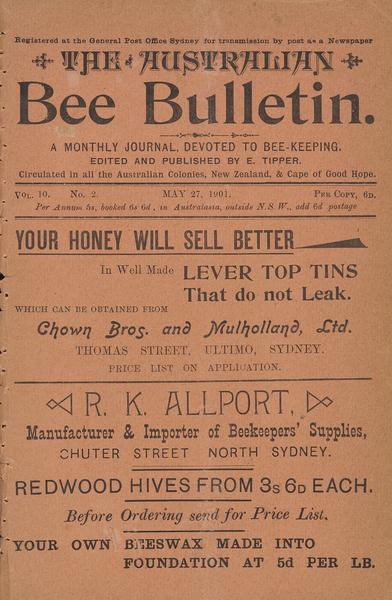 Registered at the General Post Office Sydney for transmission by post as a Newspaper
THE AUSTRALIAN
Bee Bulletin.
A MONTHLY JOURNAL, DEVOTED TO BEE-KEEPING.
EDITED AND PUBLISHED BY E. TIPPER.
Circulated in all the Australian Colonies, New Zealand, & Cape of Good Hope.
VOL. 10. No. 2. MAY 27, 1901. PER COPY, 6D.
Per Annum 5s, booked 6s 6d, in Australasia, outside N.S.W., add 6d postage
YOUR HONEY WILL SELL BETTER
In Well Made LEVER TOP TINS
That do not Leak.
WHICH CAN BE OBTAINED FROM
Chown Bros. and Mulholland, Ltd.
THOMAS STREET, ULTIMO, SYDNEY.
PRICE LIST ON APPLICATION.
R. K. ALLPORT,
Manufacturer & Importer of Beekeepers' Supplies,
CHUTER STREET NORTH SYDNEY.
REDWOOD HIVES FROM 3s 6D EACH.
Before Ordering send for Price List.
YOUR OWN BEESWAX MADE INTO
FOUNDATION AT 5d PER LB.